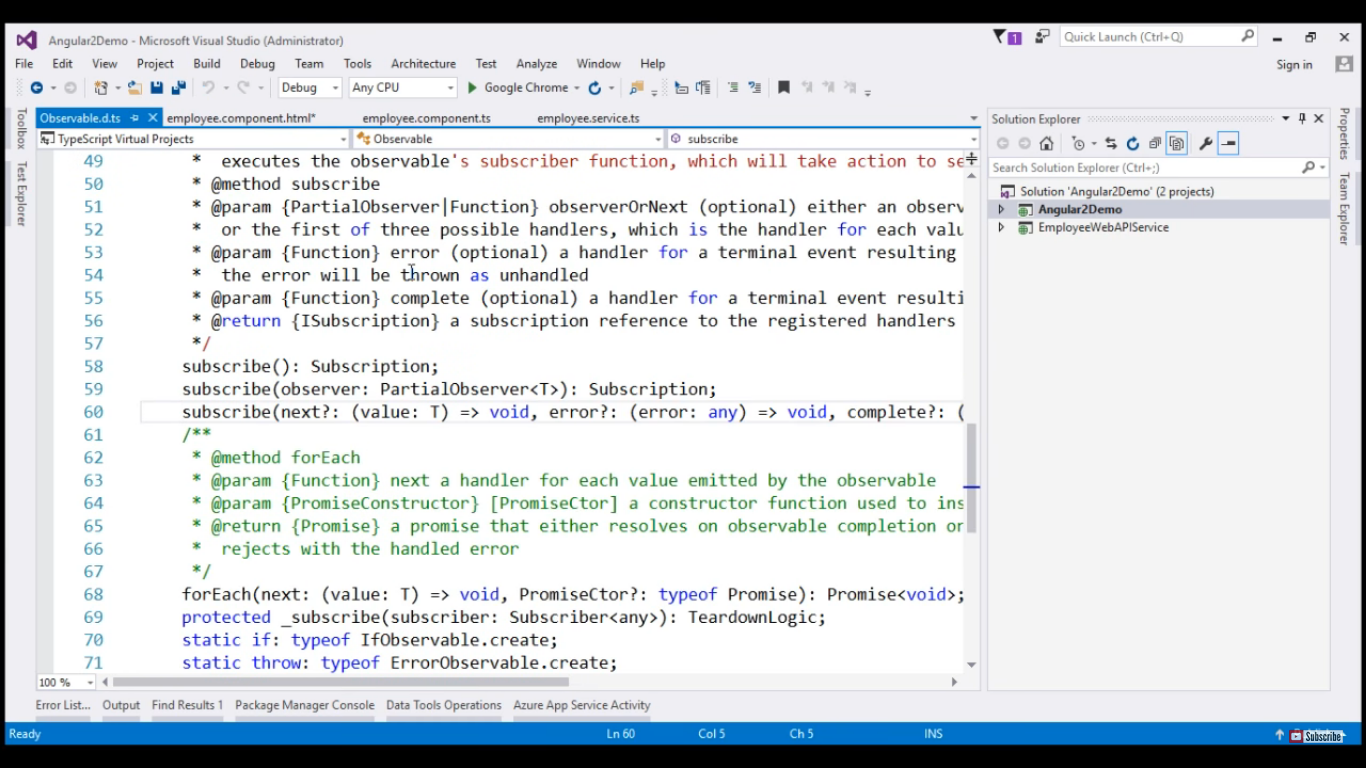 Angular2Demo - Microsoft Visual Studio (Administrator)
1
Quick Launch (Ctrl+Q)
File Edit View Project Build Debug Team Tools Architecture Test Analyze Window Help
Sign in
Debug Any CPU Google Chrome
Toolbox
Test Explorer
Observable.d.ts employee.component.html* employee.component.ts employee.service.ts
TypeScript Virtual Projects Observable subscribe
49 * executes the observable's subscriber function, which will take action to se
50 * @method subscribe
51 * @param {PartialObserver|Function} observerOrNext (optional) either an observ
52 * or the first of three possible handlers, which is the handler for each valu
53 * @param {Function} error (optional) a handler for a terminal event resulting
54 * the error will be thrown as unhandled
55 * @param {Function} complete (optional) a handler for a terminal event resulti
56 * @return {ISubscription} a subscription reference to the registered handlers
57 */
58 subscribe(): Subscription;
59 subscribe(observer: PartialObserver<T>): Subscription;
60 subscribe(next?: (value: T) => void, error?: (error: any) => void, complete?: (
61 /**
62 * @method forEach
63 * @param {Function} next a handler for each value emitted by the observable
64 * @param {PromiseConstructor} [PromiseCtor] a constructor function used to ins
65 * @return {Promise} a promise that either resolves on observable completion or
66 * rejects with the handled error
67 */
68 forEach(next: (value: T) => void, PromiseCtor?: typeof Promise): Promise<void>;
69 protected _subscribe(subscriber: Subscriber<any>): TeardownLogic;
70 static if: typeof IfObservable.create;
71 static throw: typeof ErrorObservable.create;
100 %
Solution Explorer
Search Solution Explorer (Ctrl+;)
Solution 'Angular2Demo' (2 projects)
Angular2Demo
EmployeeWebAPIService
Properties
Team Explorer
Error List... Output Find Results 1 Package Manager Console Data Tools Operations Azure App Service Activity
Ready Ln 60 Col 5 Ch 5 INS
Subscribe